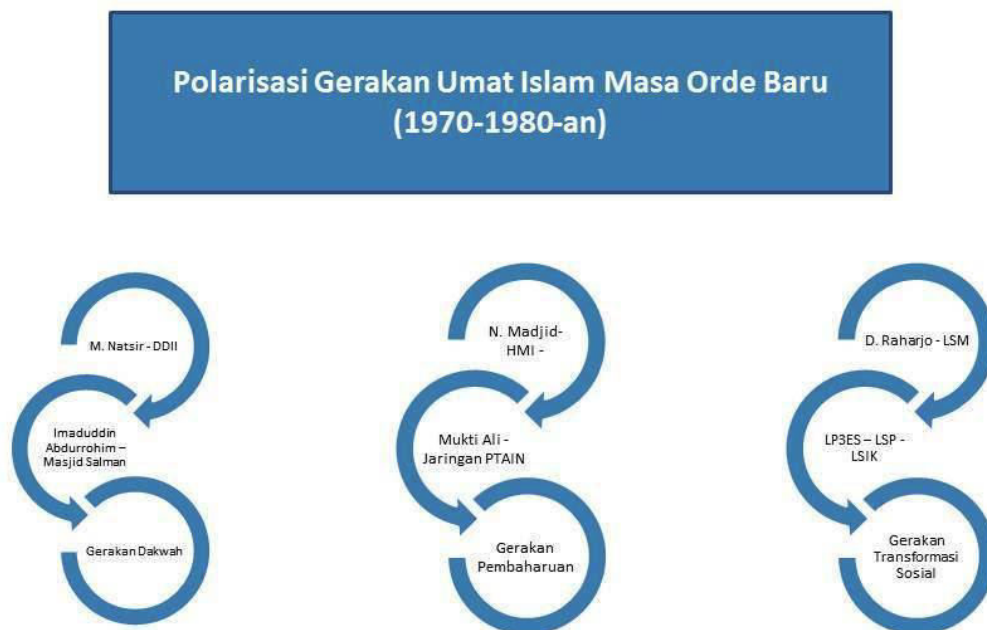 Polarisasi Gerakan Umat Islam Masa Orde Baru
(1970-1980-an)
M. Natsir - DDII
Imaduddin
Abdurrohim –
Masjid Salman
Gerakan Dakwah
N. Madjid-
HMI -
Mukti Ali -
Jaringan PTAIN
Gerakan
Pembaharuan
D. Raharjo - LSM
LP3ES – LSP -
LSIK
Gerakan
Transformasi
Sosial